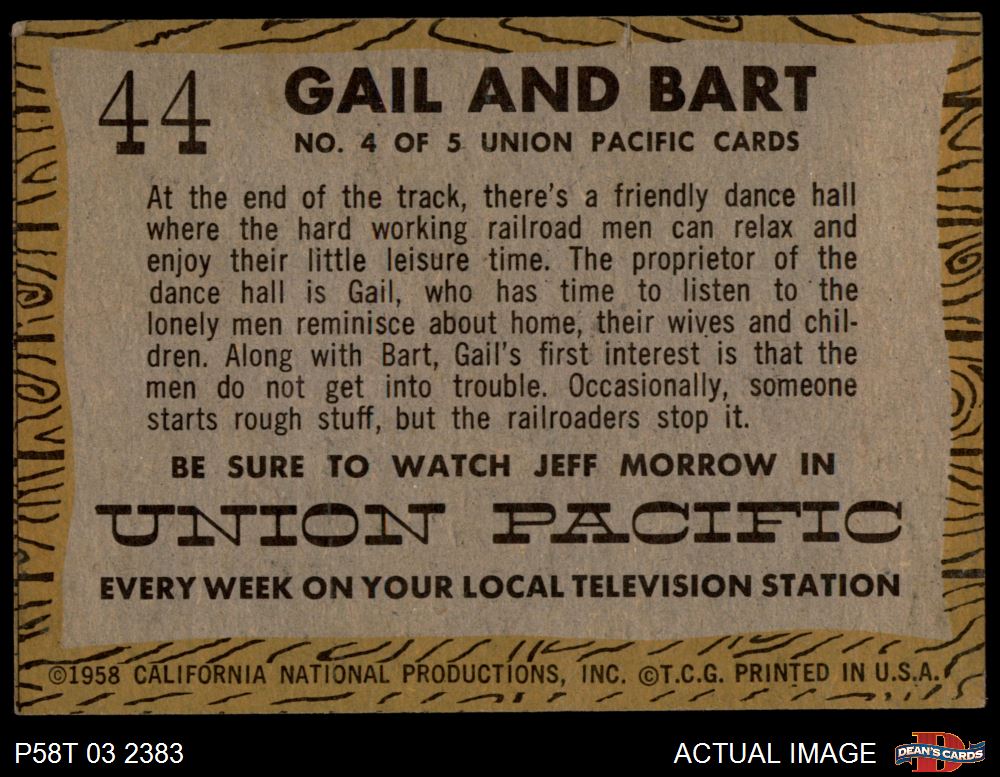 44
GAIL AND BART
NO. 4 OF 5 UNION PACIFIC CARDS
At the end of the track, there's a friendly dance hall
where the hard working railroad men can relax and
enjoy their little leisure time. The proprietor of the
dance hall is Gail, who has time to listen to the
lonely men reminisce about home, their wives and chil-
dren. Along with Bart, Gail's first interest is that the
men do not get into trouble. Occasionally, someone
starts rough stuff, but the railroaders stop it.
BE SURE TO WATCH JEFF MORROW IN
UNION PACIFIC
EVERY WEEK ON YOUR LOCAL TELEVISION STATION
©1958 CALIFORNIA NATIONAL PRODUCTIONS, INC. ©T.C.G. PRINTED IN U.S.A.
P58T 03 2383
ACTUAL IMAGE
D
DEAN'S CARDS